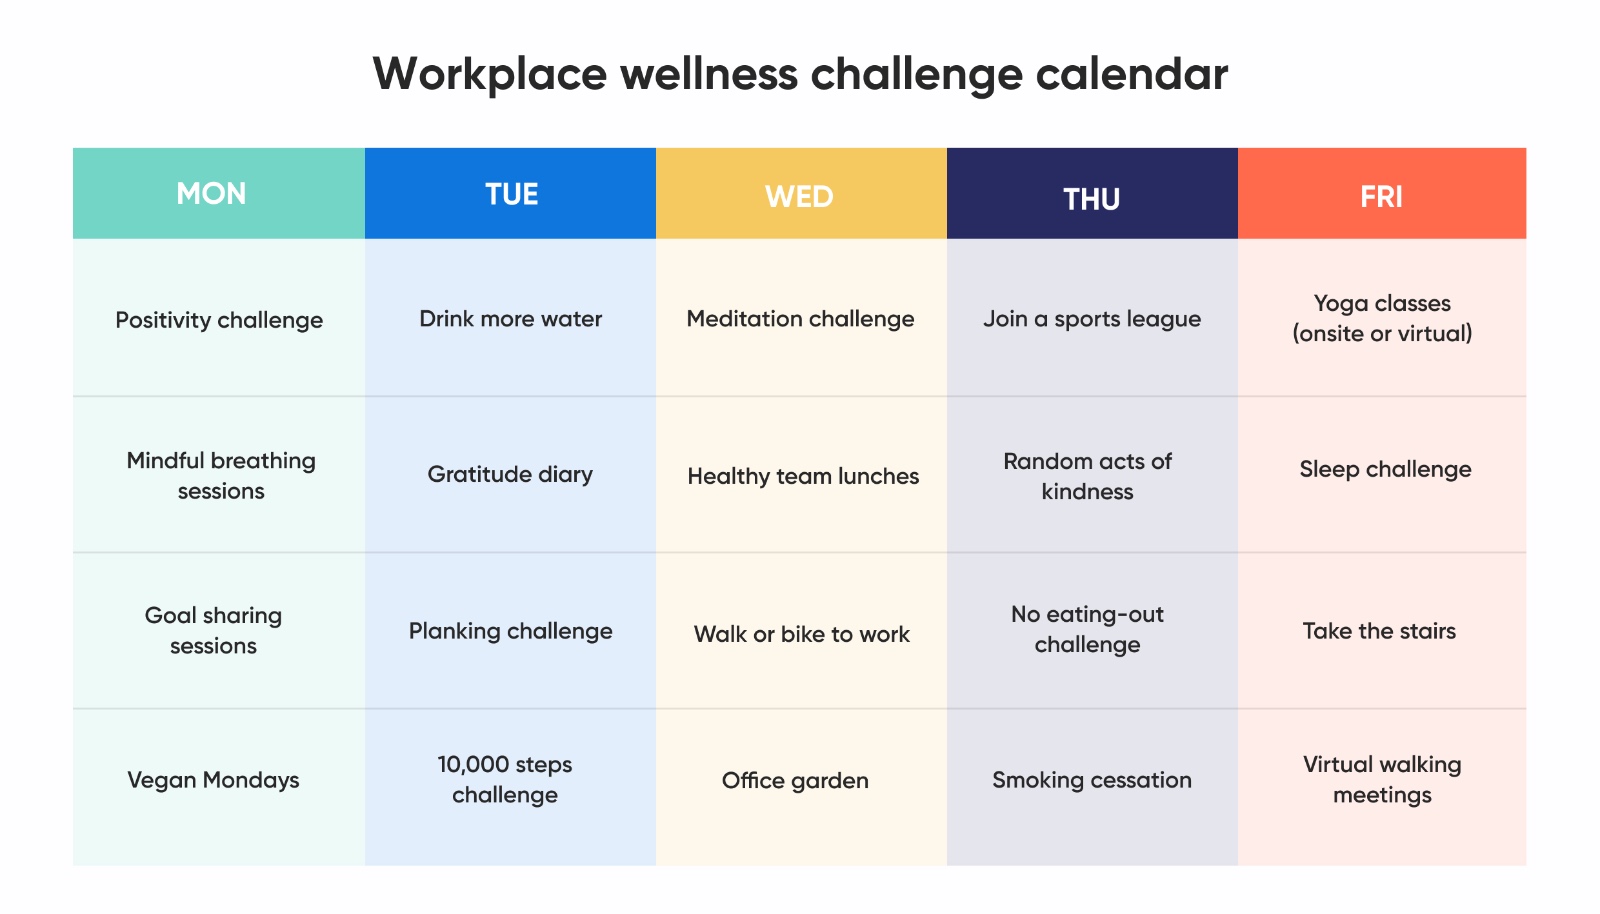 Workplace wellness challenge calendar
MON
TUE
WED
THU
FRI
Positivity challenge
Drink more water
Meditation challenge
Join a sports league
Yoga classes
(onsite or virtual)
Mindful breathing
sessions
Gratitude diary
Healthy team lunches
Random acts of
kindness
Sleep challenge
Goal sharing
sessions
Planking challenge
Walk or bike to work
No eating-out
challenge
Take the stairs
Vegan Mondays
10,000 steps
challenge
Office garden
Smoking cessation
Virtual walking
meetings